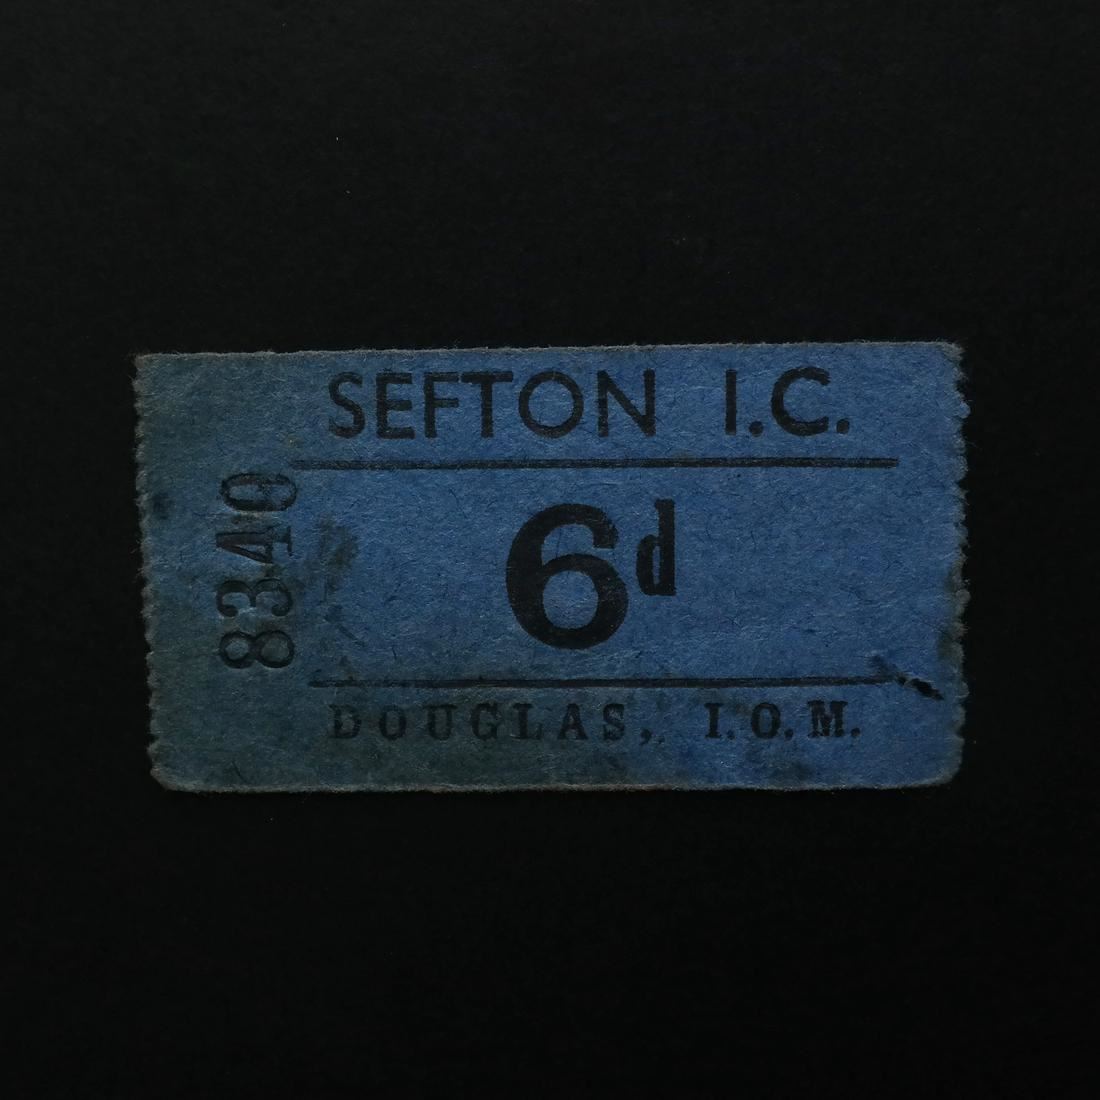 SEFTON I.C.
8340
6d
DOUGLAS, I.O.M.